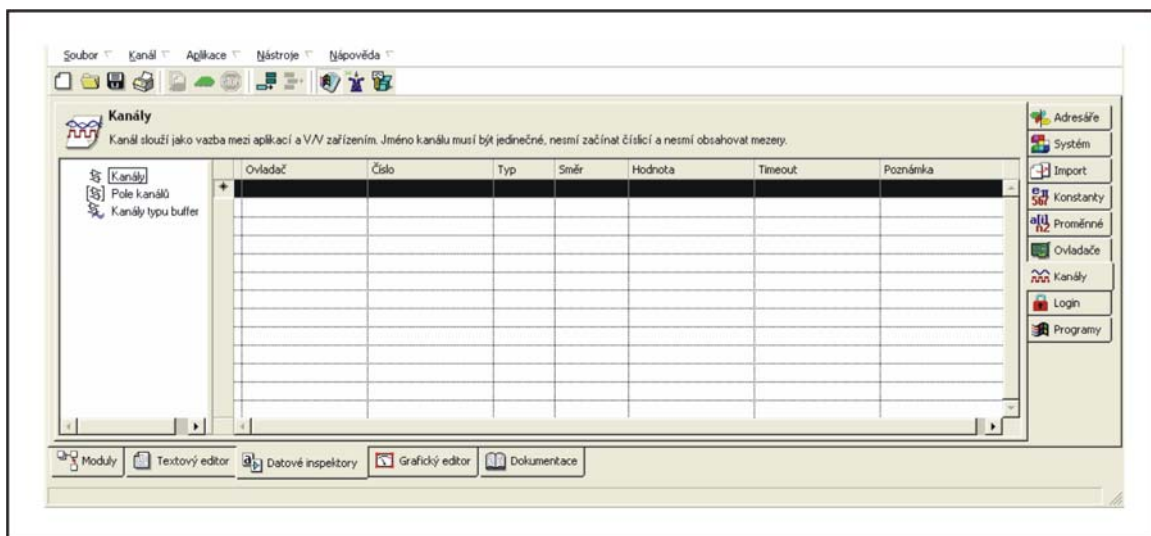 Soubor Kanál Aplikace Nástroje Nápověda
Kanály
Kanál slouží jako vazba mezi aplikací a V/V zařízením. Jméno kanálu musí být jedinečné, nesmí začínat číslicí a nesmí obsahovat mezery.
Kanály
Pole kanálů
Kanály typu buffer
Ovladač Číslo Typ Směr Hodnota Timeout Poznámka
Adresáře
Systém
Import
Konstanty
Proměnné
Ovladače
Kanály
Login
Programy
Moduly Textový editor Datové inspektory Grafický editor Dokumentace